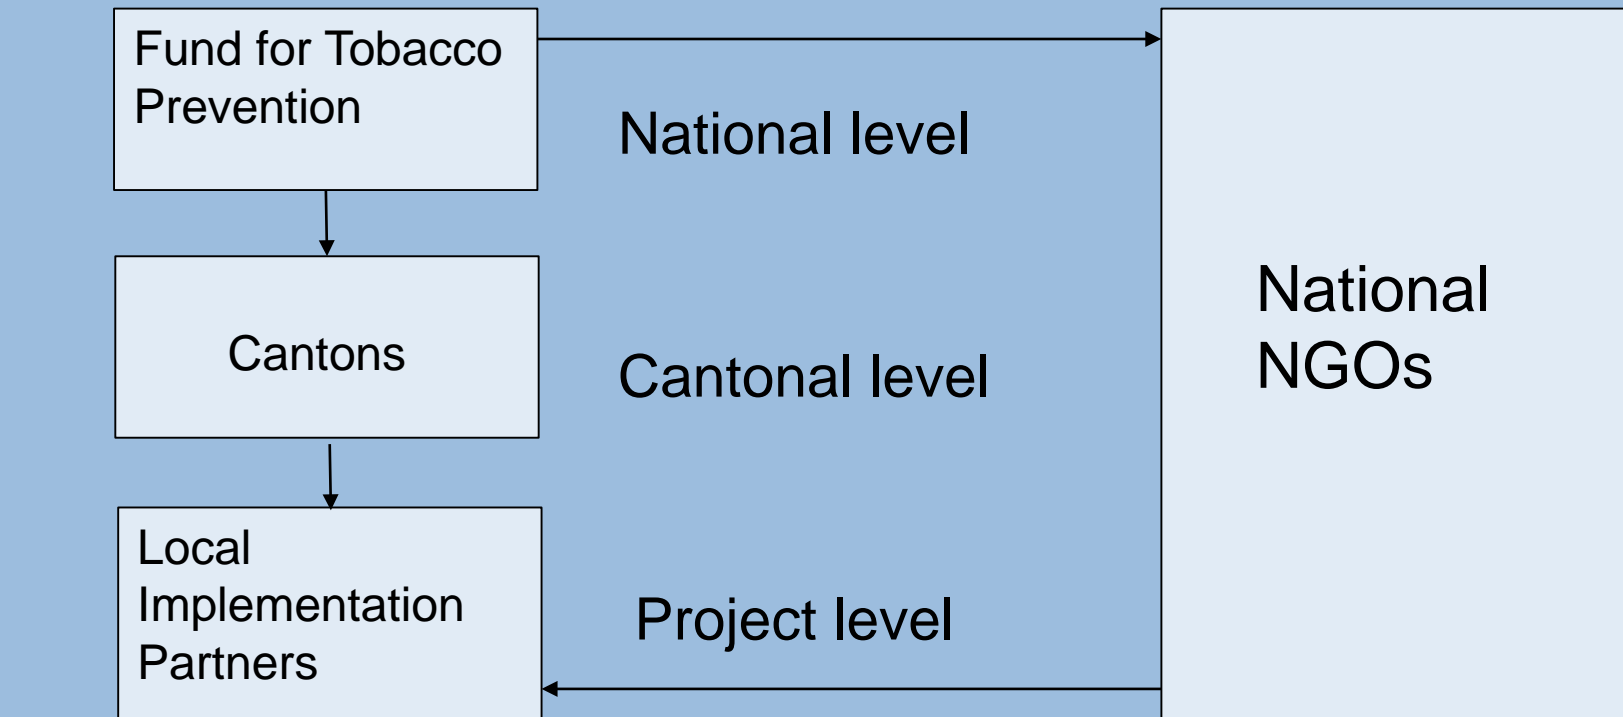 Fund for Tobacco
Prevention
National level
Cantons
Cantonal level
National
NGOs
Local
Implementation
Partners
Project level